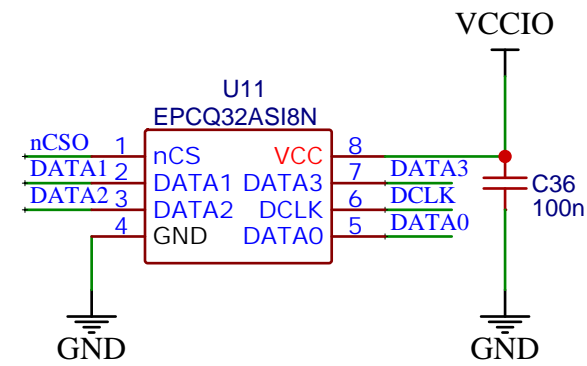 VCCIO
U11
EPCQ32ASI8N
nCSO 1 nCS VCC 8
DATA1 2 DATA1 DATA3 7 DATA3
DATA2 3 DATA2 DCLK 6 DCLK
4 GND DATA0 5 DATA0
C36
100n
GND
GND